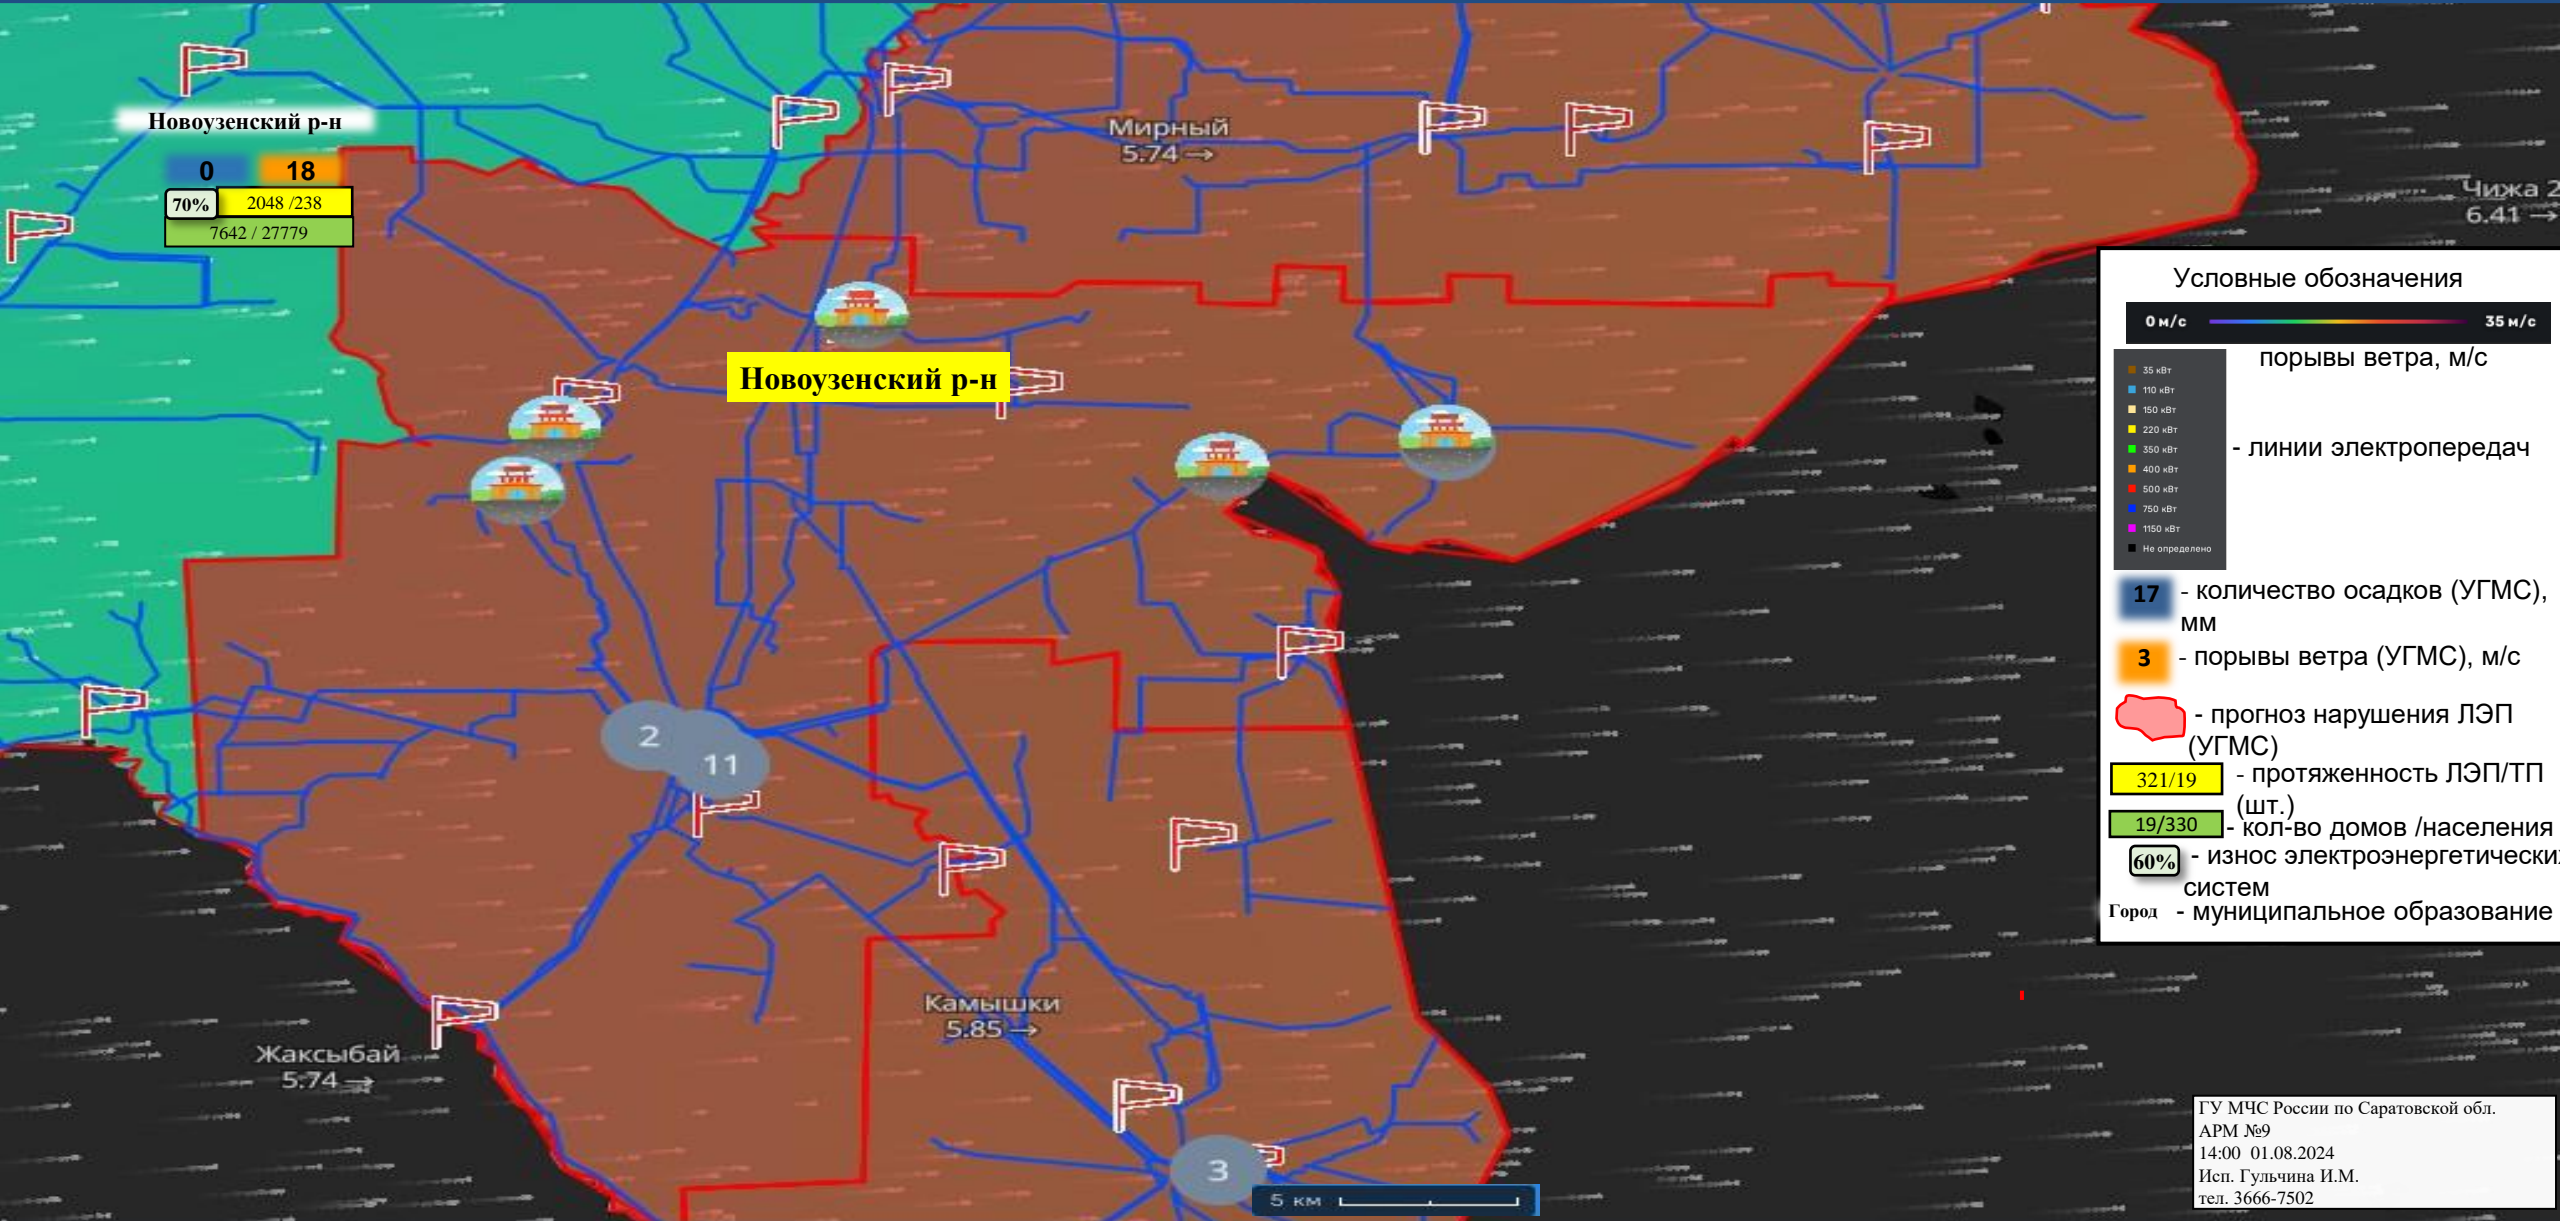 Новоузенский р-н
0 18
70% 2048 /238
7642 / 27779
Мирный
5.74 →
Чижа 2
6.41 →
Новоузенский р-н
2
11
Камышки
5.85 →
Жаксыбай
5.74 →
3
5 км
Условные обозначения
0 м/с 35 м/с
порывы ветра, м/с
35 кВт
110 кВт
150 кВт
220 кВт
350 кВт
400 кВт
500 кВт
750 кВт
1150 кВт
Не определено
- линии электропередач
17 - количество осадков (УГМС),
мм
3 - порывы ветра (УГМС), м/с
- прогноз нарушения ЛЭП
(УГМС)
321/19 - протяженность ЛЭП/ТП
(шт.)
19/330 - кол-во домов /населения
60% - износ электроэнергетических
систем
Город - муниципальное образование
ГУ МЧС России по Саратовской обл.
АРМ №9
14:00 01.08.2024
Исп. Гульчина И.М.
тел. 3666-7502